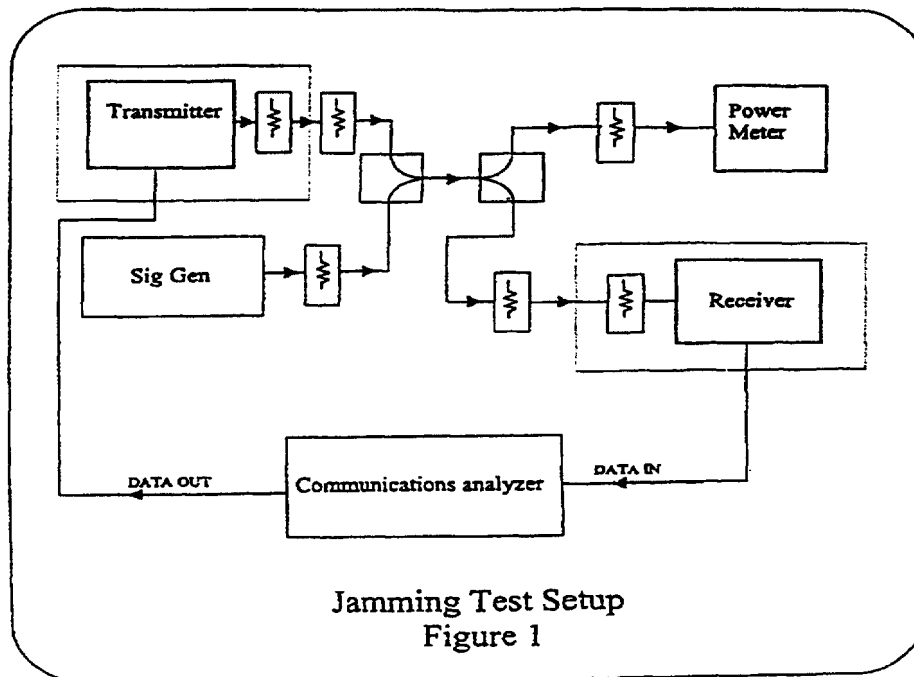 Transmitter
Power
Meter
Sig Gen
Receiver
DATA OUT
Communications analyzer
DATA IN
Jamming Test Setup
Figure 1